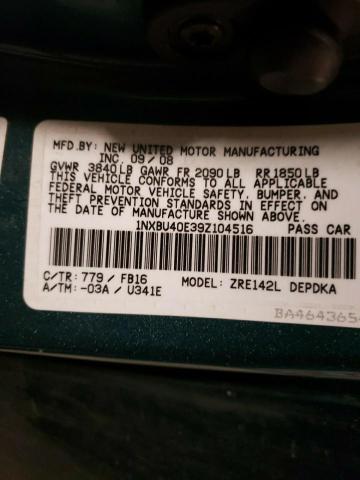 MFD.BY: NEW UNITED MOTOR MANUFACTURING
INC. 09/08
GVWR 3840LB GAWR FR 2090LB RR1850LB
THIS VEHICLE CONFORMS TO ALL APPLICABLE
FEDERAL MOTOR VEHICLE SAFETY, BUMPER, AND
THEFT PREVENTION STANDARDS IN EFFECT ON
THE DATE OF MANUFACTURE SHOWN ABOVE.
1NXBU40E39Z104516 PASS CAR
C/TR: 779/FB16 MODEL: ZRE142L DEPDKA
A/TM: -03A/U341E